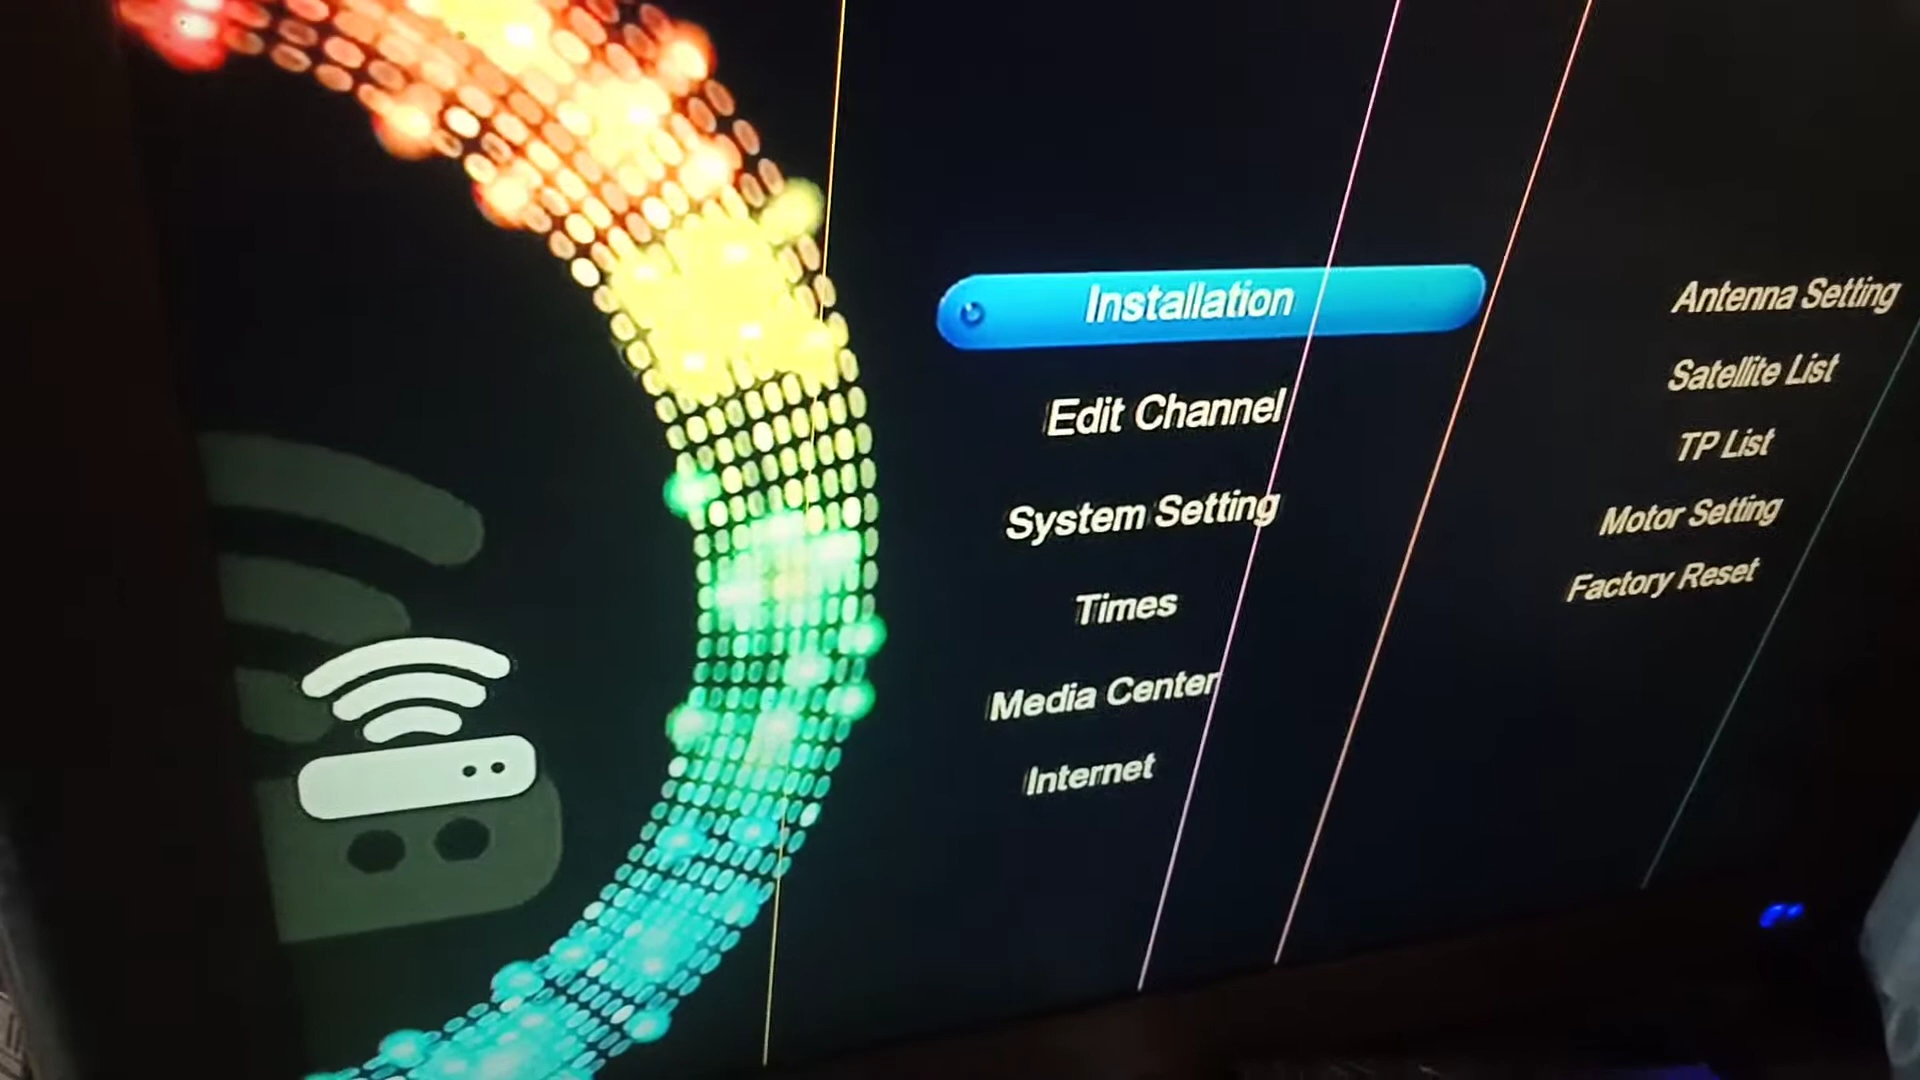 Installation
Edit Channel
System Setting
Times
Media Center
Internet
Antenna Setting
Satellite List
TP List
Motor Setting
Factory Reset